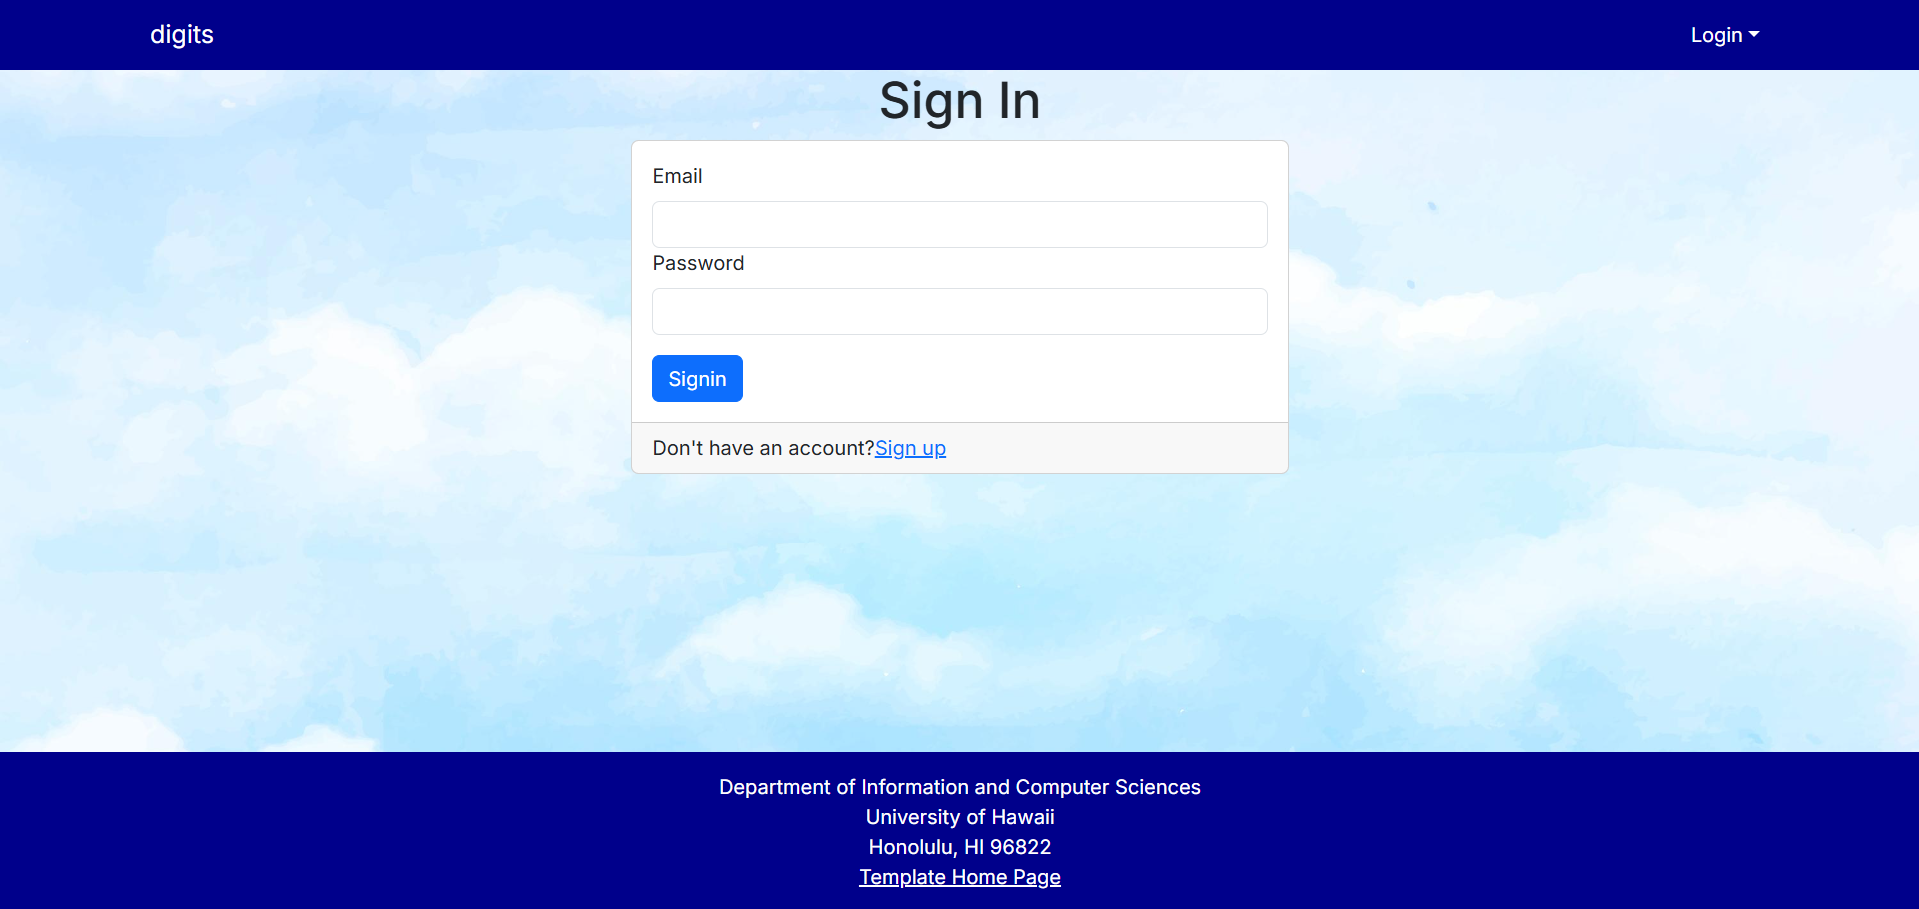 digits
Login
Sign In
Email
Password
Signin
Don't have an account?Sign up
Department of Information and Computer Sciences
University of Hawaii
Honolulu, HI 96822
Template Home Page